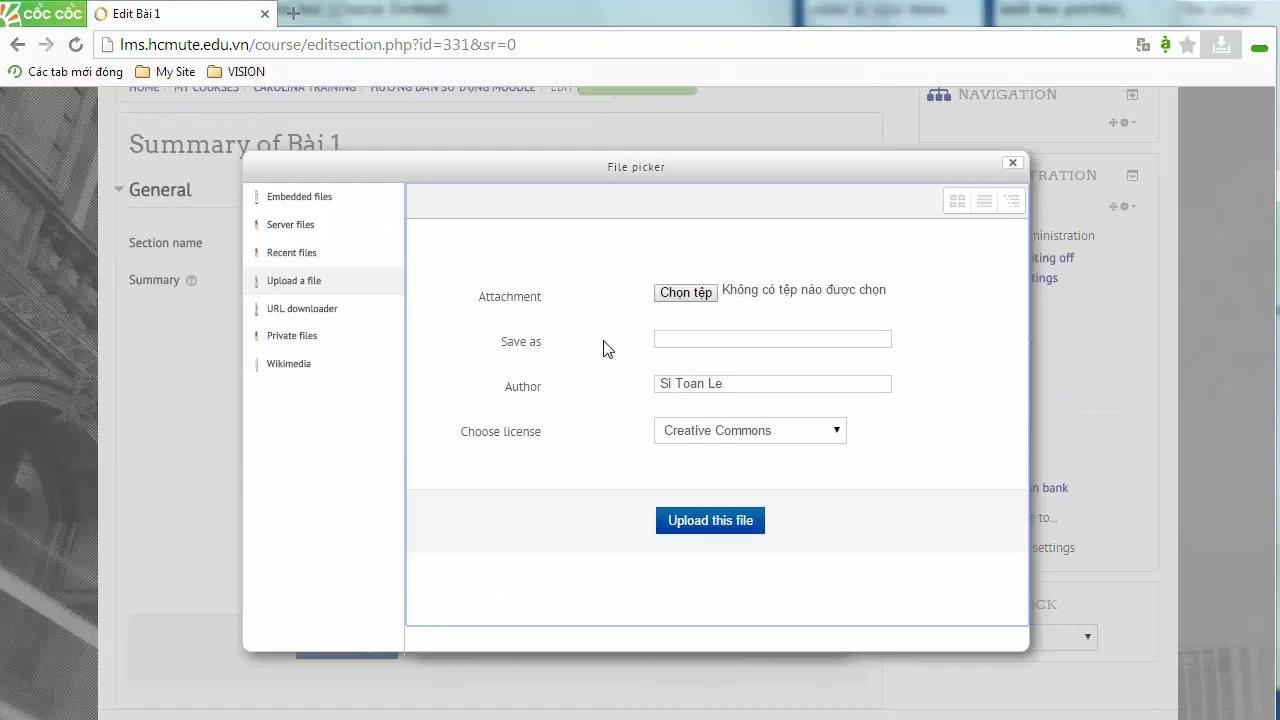 cốc cốc
Edit Bài 1
lms.hcmute.edu.vn/course/editsection.php?id=331&sr=0
Các tab mới đóng
My Site
VISION
HOME
MY COURSES
CAROLINA TRAINING
HƯỚNG DẪN SỬ DỤNG MOODLE
EDIT
NAVIGATION
Summary of Bài 1
File picker
General
Embedded files
Server files
Recent files
Upload a file
URL downloader
Private files
Wikimedia
Section name
Summary
Attachment
Chọn tệp
Không có tệp nào được chọn
Save as
Author
Si Toan Le
Choose license
Creative Commons
Upload this file
TRATION
ministration
iting off
tings
n bank
e to...
settings
OCK